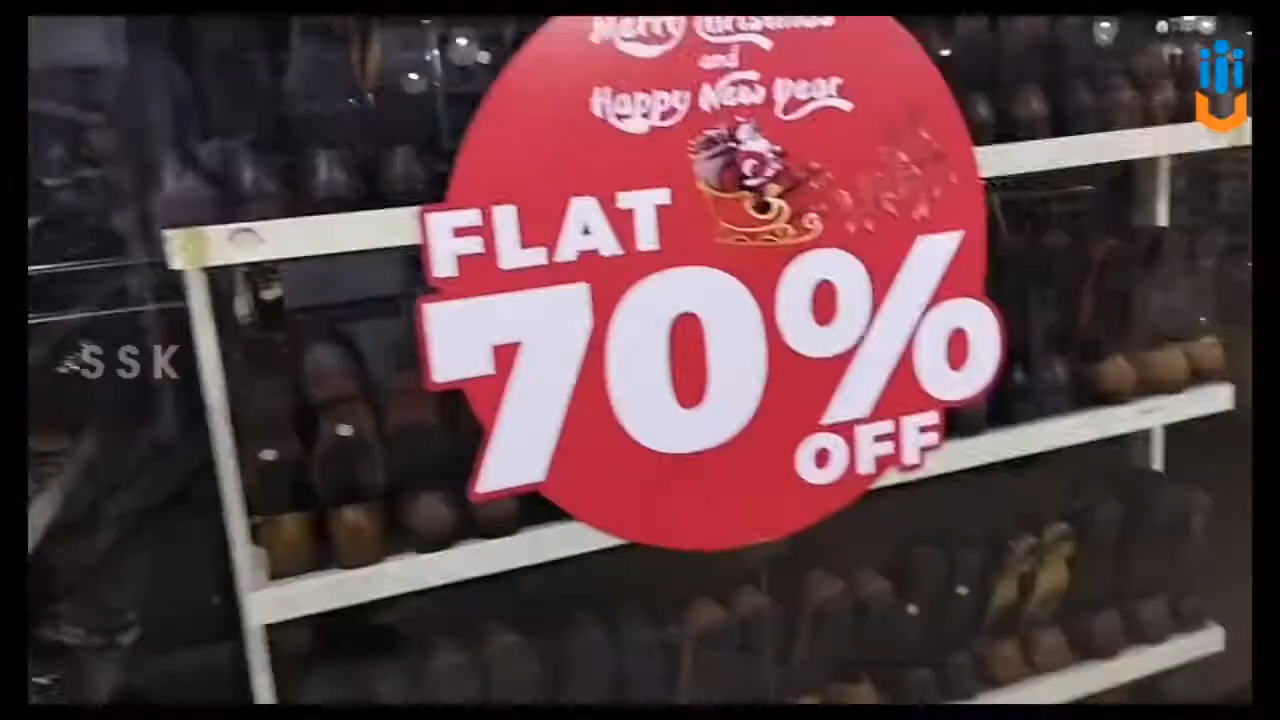 Merry Christmas
and
Happy New Year
FLAT
70%
OFF
SSK